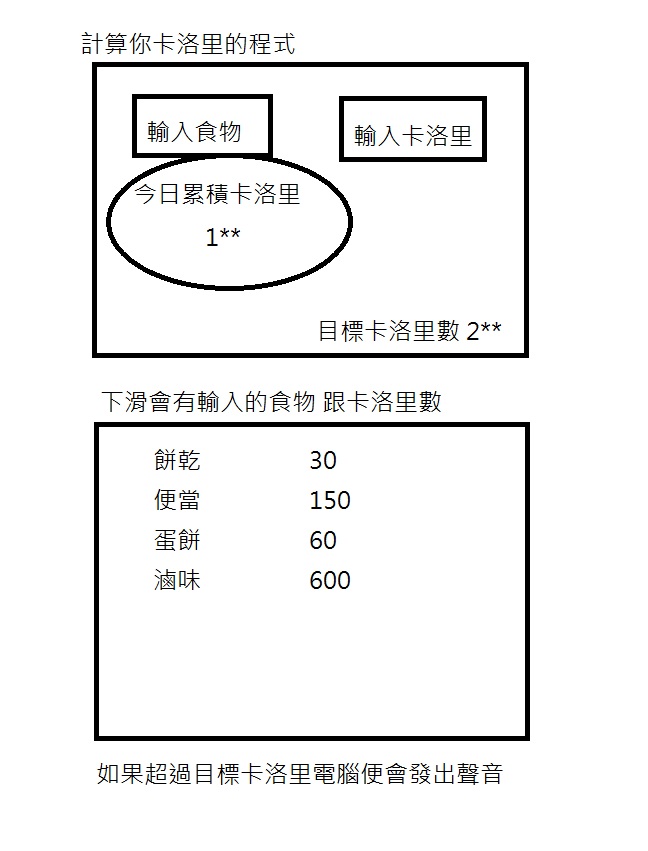 計算你卡洛里的程式
輸入食物 輸入卡洛里
今日累積卡洛里
1**
目標卡洛里數 2**
下滑會有輸入的食物 跟卡洛里數
餅乾 30
便當 150
蛋餅 60
滷味 600
如果超過目標卡洛里電腦便會發出聲音